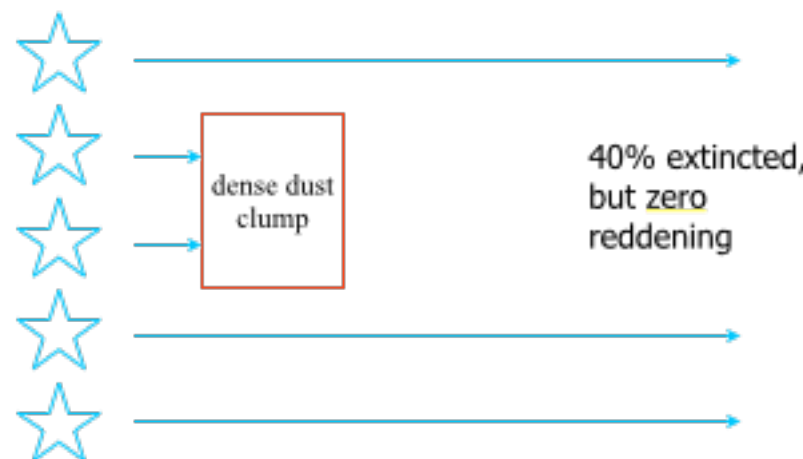 dense dust
clump
40% extincted,
but zero
reddening